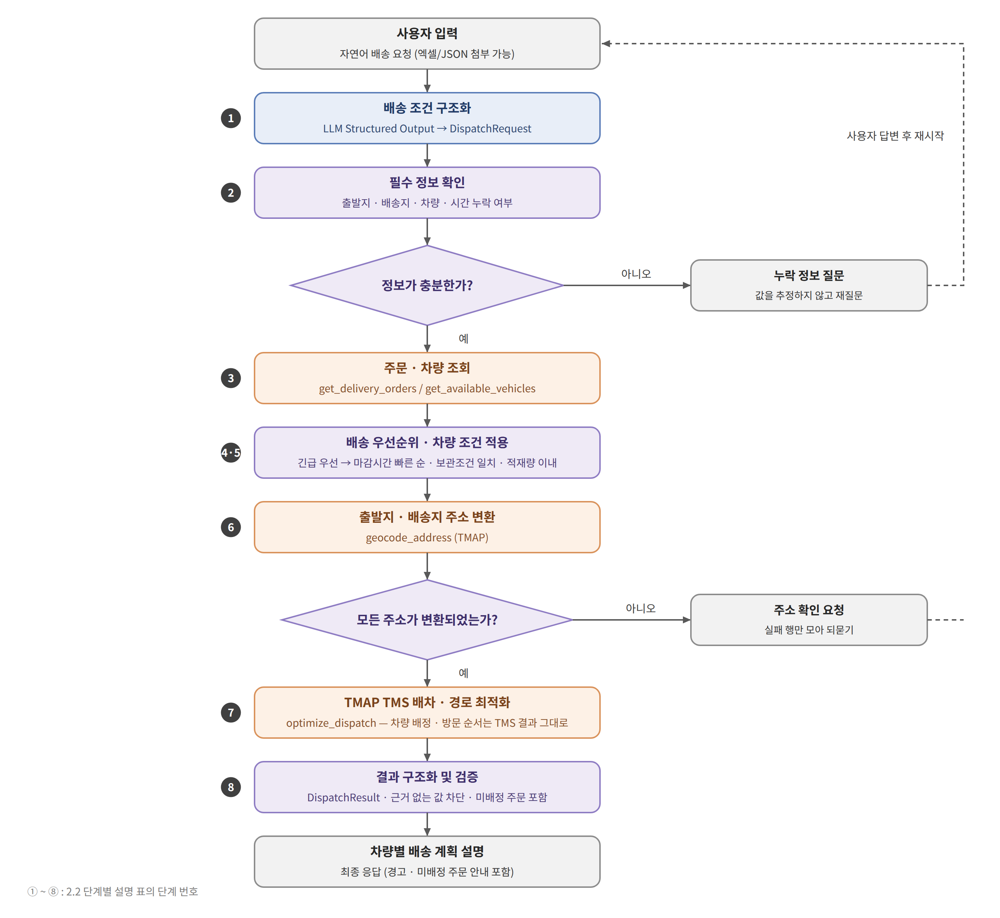 사용자 입력
자연어 배송 요청 (엑셀/JSON 첨부 가능)
1
배송 조건 구조화
LLM Structured Output → DispatchRequest
사용자 답변 후 재시작
2
필수 정보 확인
출발지 · 배송지 · 차량 · 시간 누락 여부
정보가 충분한가?
아니오
누락 정보 질문
값을 추정하지 않고 재질문
예
3
주문 · 차량 조회
get_delivery_orders / get_available_vehicles
4·5
배송 우선순위 · 차량 조건 적용
긴급 우선 → 마감시간 빠른 순 · 보관조건 일치 · 적재량 이내
6
출발지 · 배송지 주소 변환
geocode_address (TMAP)
모든 주소가 변환되었는가?
아니오
주소 확인 요청
실패 행만 모아 되묻기
예
7
TMAP TMS 배차 · 경로 최적화
optimize_dispatch — 차량 배정 · 방문 순서는 TMS 결과 그대로
8
결과 구조화 및 검증
DispatchResult · 근거 없는 값 차단 · 미배정 주문 포함
차량별 배송 계획 설명
최종 응답 (경고 · 미배정 주문 안내 포함)
① ~ ⑧ : 2.2 단계별 설명 표의 단계 번호